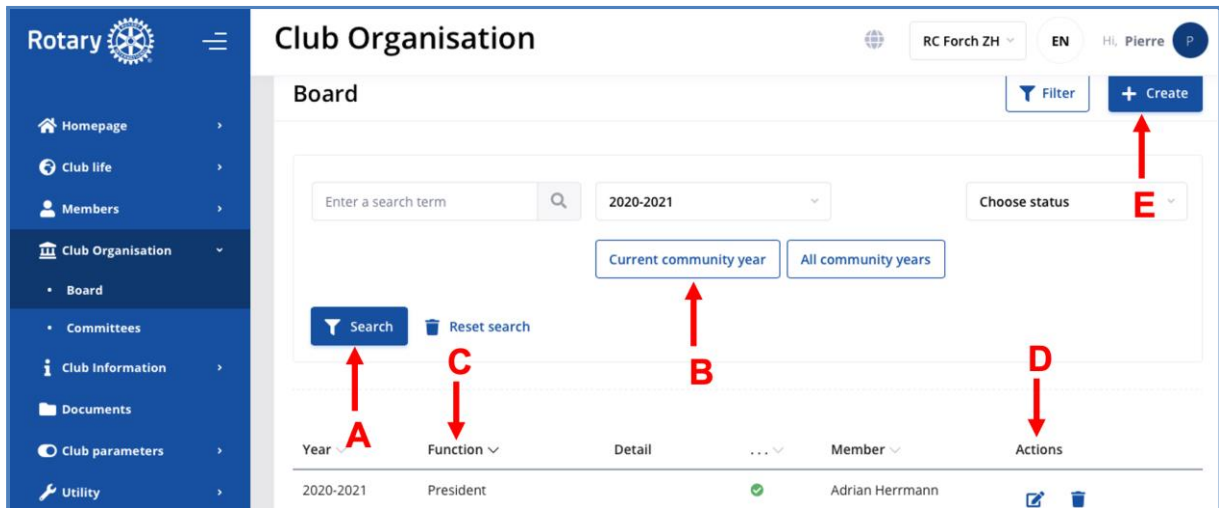 Rotary
Club Organisation
RC Forch ZH
EN
Hi, Pierre
P
Board
Filter
+ Create
Homepage
Club life
Members
Club Organisation
• Board
• Committees
Club Information
Documents
Club parameters
Utility
Enter a search term
2020-2021
Choose status
E
Current community year
All community years
Search
Reset search
A
B
C
D
Year
Function
Detail
...
Member
Actions
2020-2021
President
Adrian Herrmann